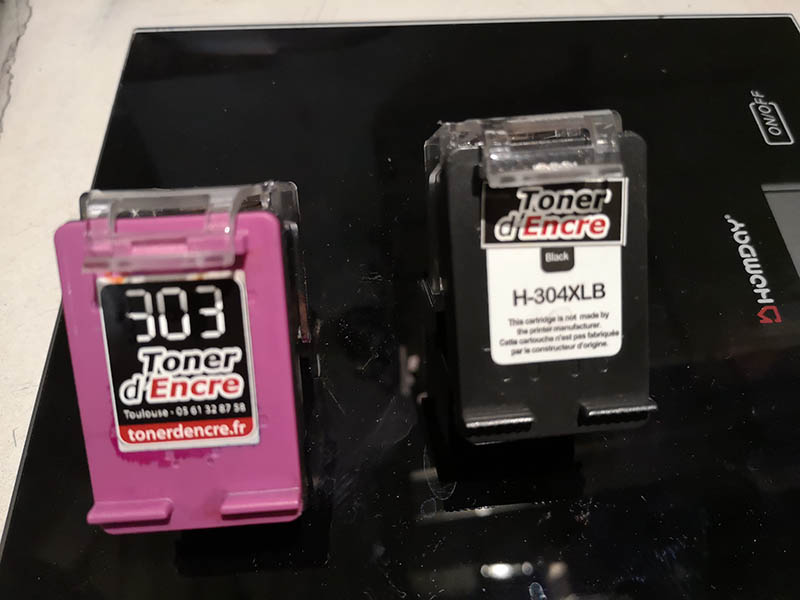 303
Toner
d'Encre
Toulouse - 05 61 32 87 58
tonerdencre.fr
Toner
d'Encre
Black
H-304XLB
This cartridge is not made by
the printer manufacturer.
Cette cartouche n'est pas fabriquée
par le constructeur d'origine.
ON/OFF
HOMDAY